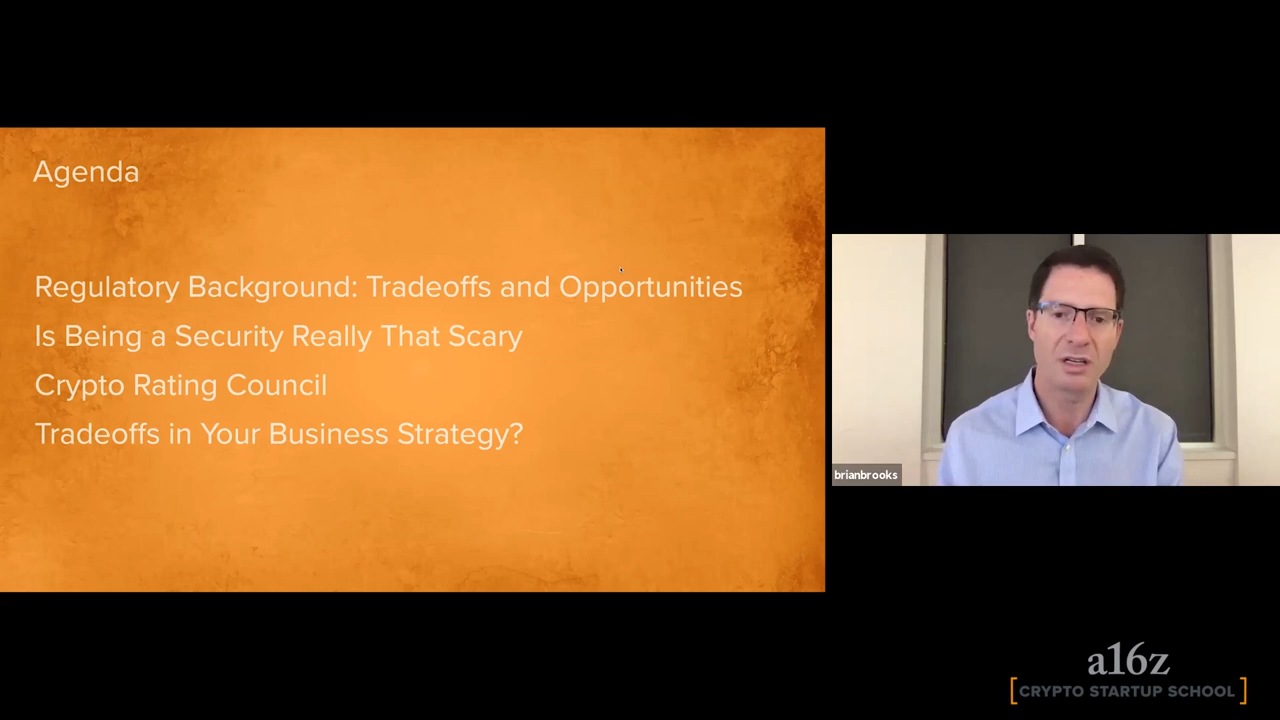 Agenda
Regulatory Background: Tradeoffs and Opportunities
Is Being a Security Really That Scary
Crypto Rating Council
Tradeoffs in Your Business Strategy?
brianbrooks
a16z
[CRYPTO STARTUP SCHOOL]